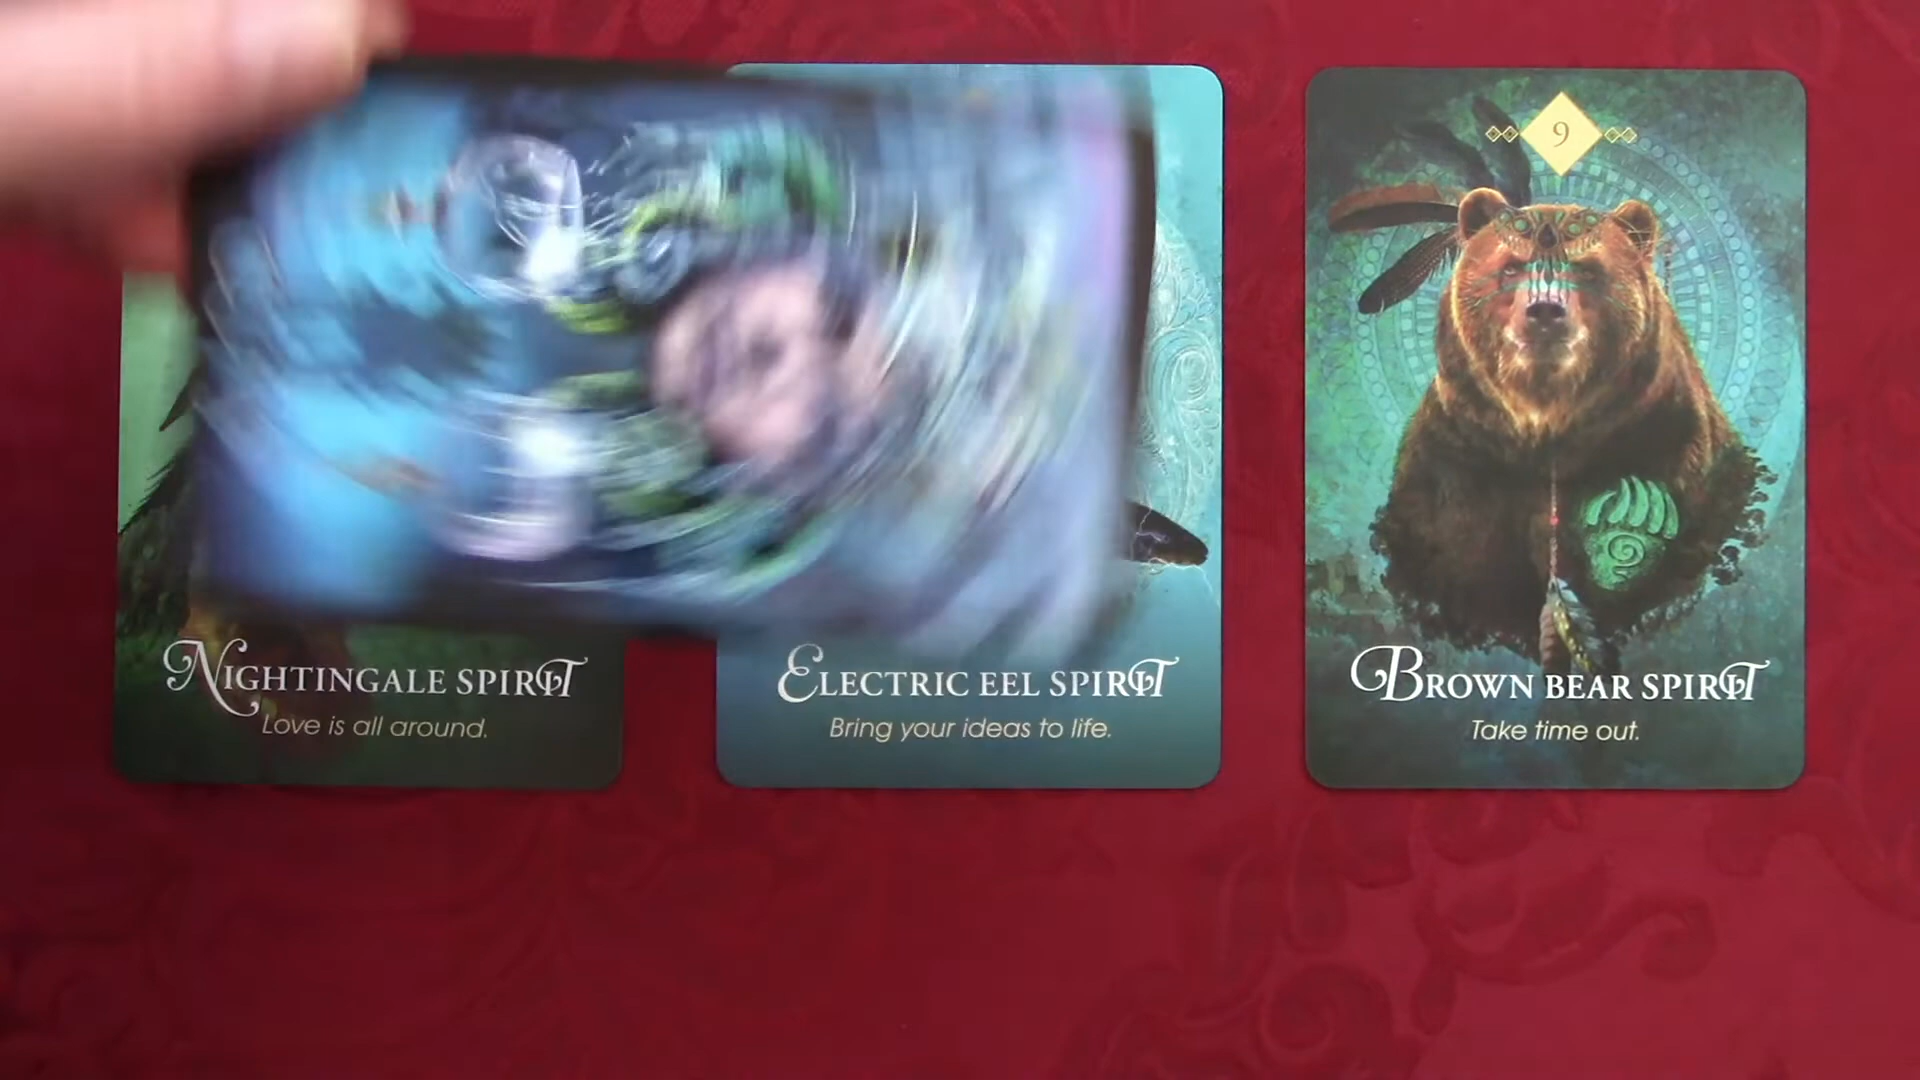 9
Nightingale Spirit
Love is all around.
Electric Eel Spirit
Bring your ideas to life.
Brown Bear Spirit
Take time out.